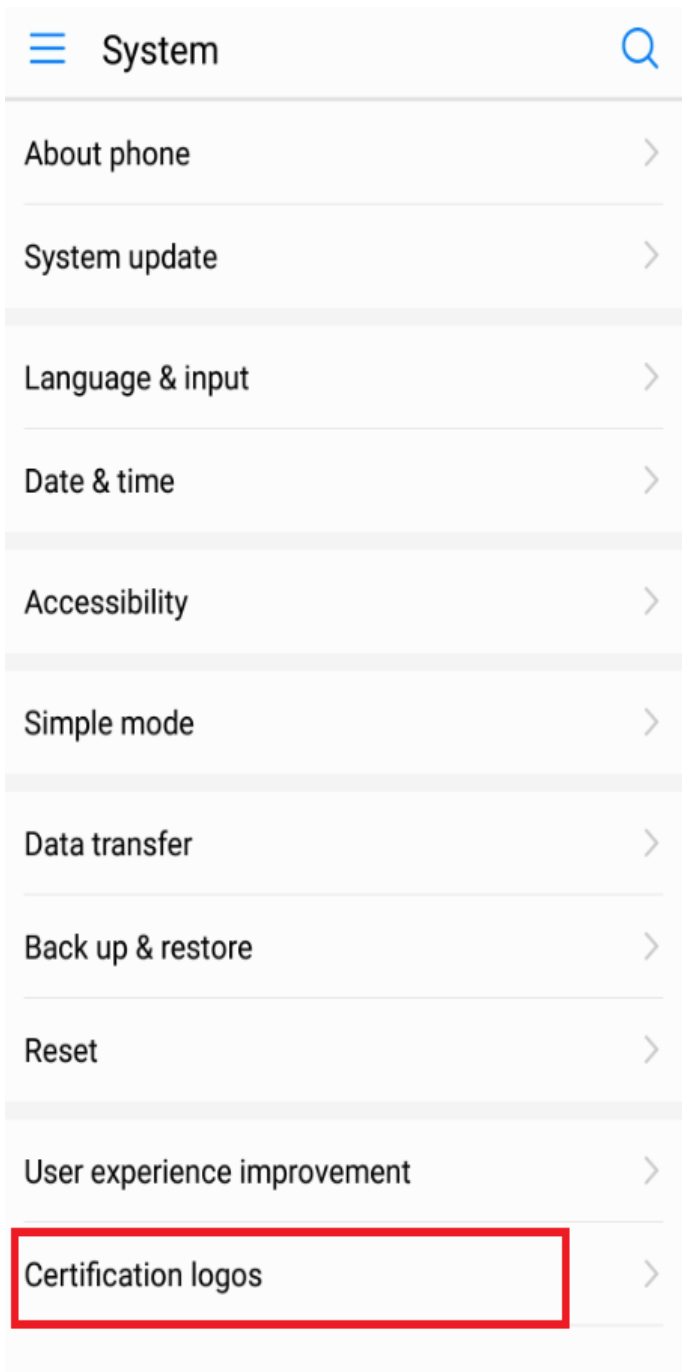 System
About phone
System update
Language & input
Date & time
Accessibility
Simple mode
Data transfer
Back up & restore
Reset
User experience improvement
Certification logos